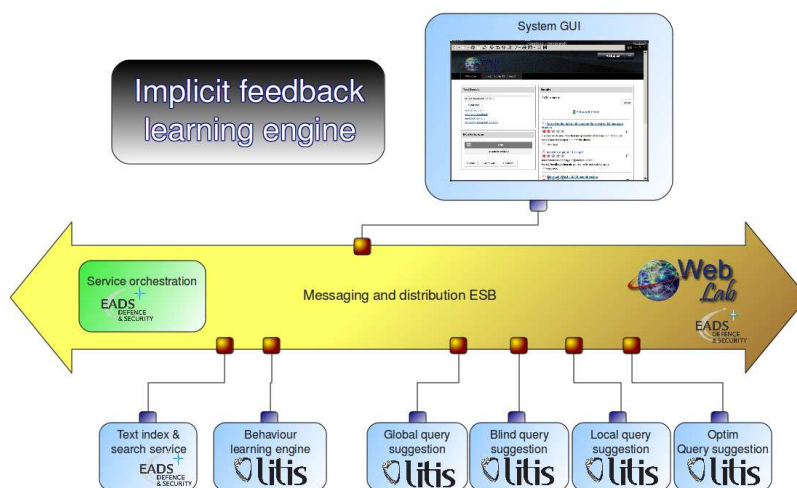 System GUI
Implicit feedback
learning engine
Service orchestration
EADS
DEFENCE
& SECURITY
Messaging and distribution ESB
Web
Lab
EADS
DEFENCE
& SECURITY
Text index &
search service
EADS
DEFENCE
& SECURITY
Behaviour
learning engine
litis
Global query
suggestion
litis
Blind query
suggestion
litis
Local query
suggestion
litis
Optim
Query suggestion
litis